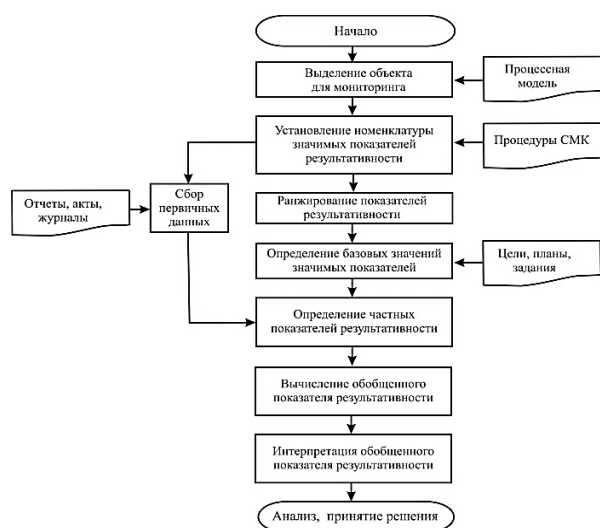 Начало
Выделение объекта
для мониторинга
Процессная
модель
Установление номенклатуры
значимых показателей
результативности
Процедуры СМК
Отчеты, акты,
журналы
Сбор
первичных
данных
Ранжирование показателей
результативности
Определение базовых значений
значимых показателей
Цели, планы,
задания
Определение частных
показателей результативности
Вычисление обобщенного
показателя результативности
Интерпретация обобщенного
показателя результативности
Анализ, принятие решения